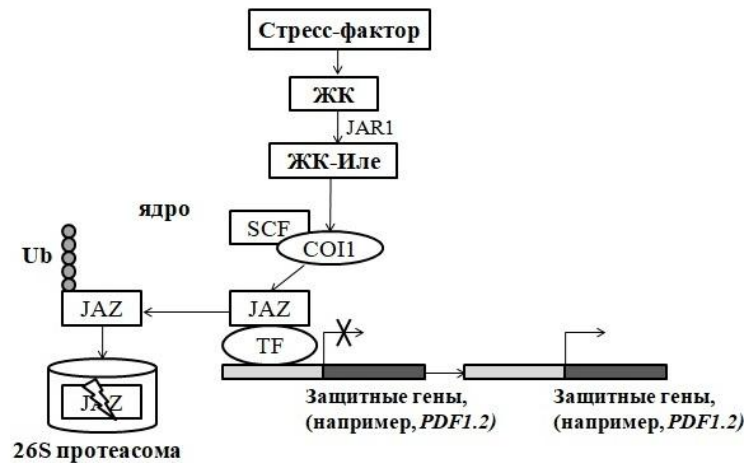 Стресс-фактор
ЖК
JAR1
ЖК-Иле
ядро
SCF
COI1
Ub
JAZ
JAZ
TF
JAZ
Защитные гены,
(например, PDF1.2)
Защитные гены,
(например, PDF1.2)
26S протеасома